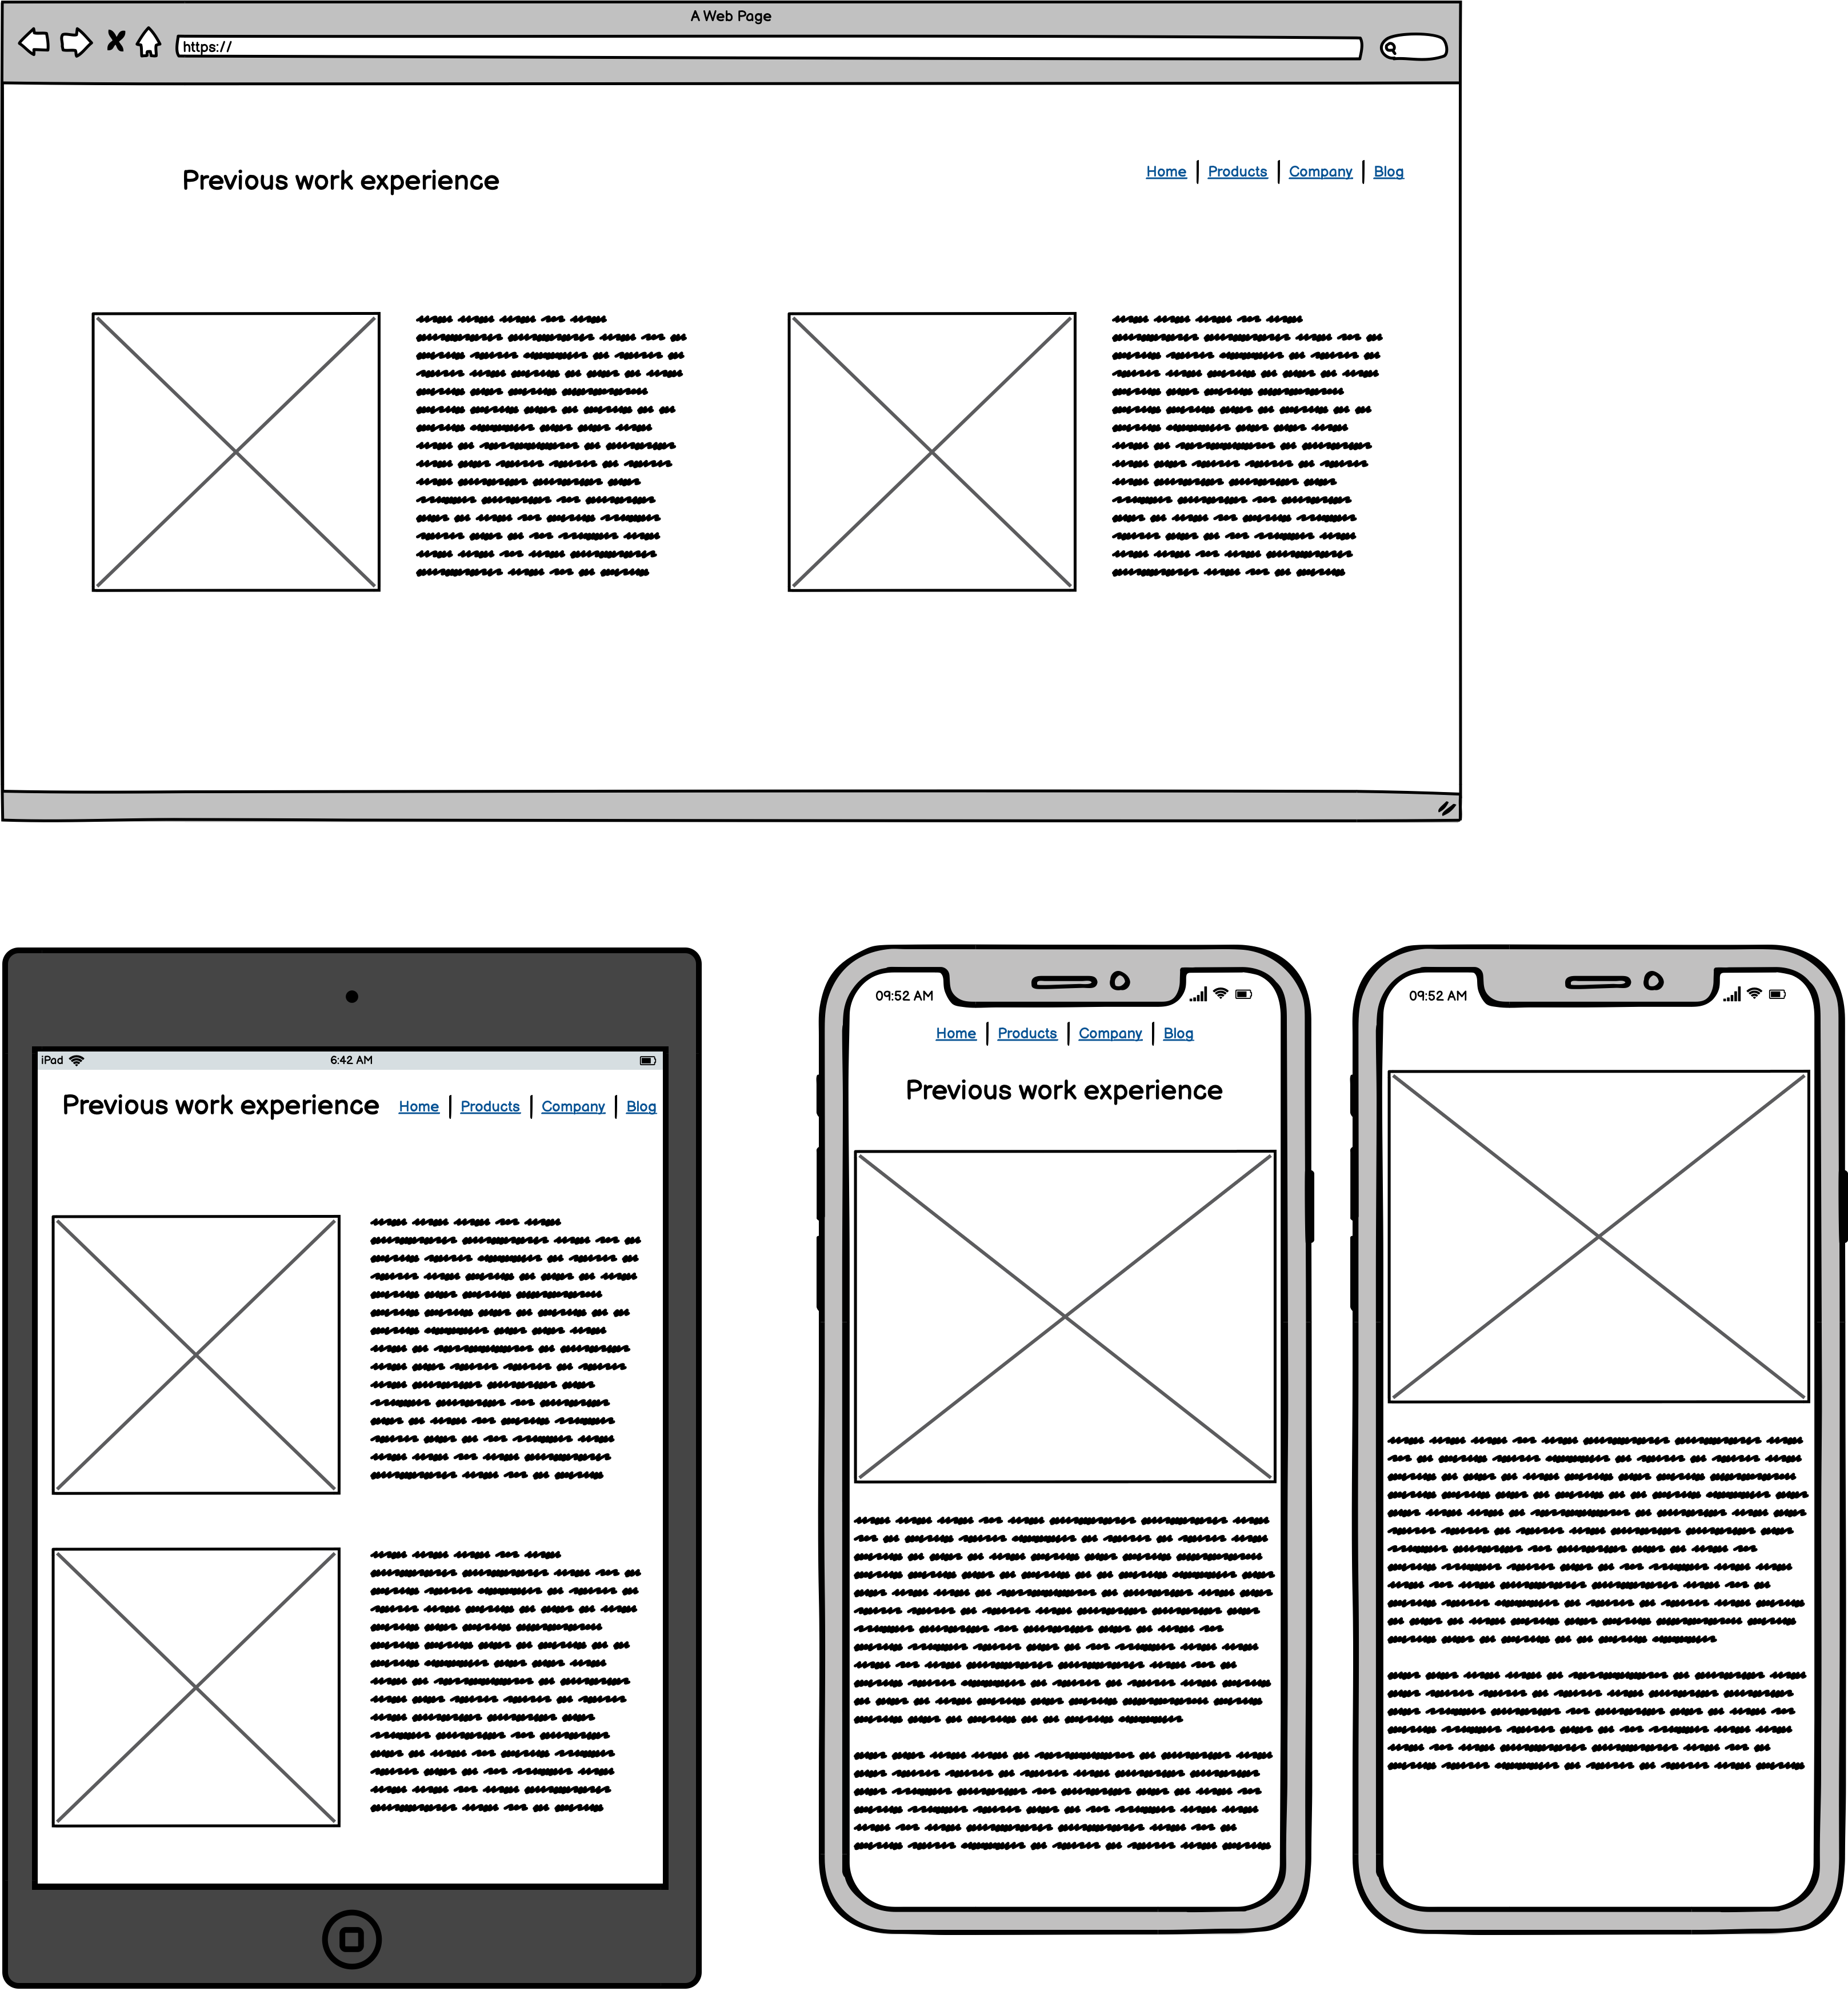 A Web Page
https://
Previous work experience
Home | Products | Company | Blog
iPad 6:42 AM
Previous work experience Home | Products | Company | Blog
09:52 AM
Home | Products | Company | Blog
Previous work experience
09:52 AM